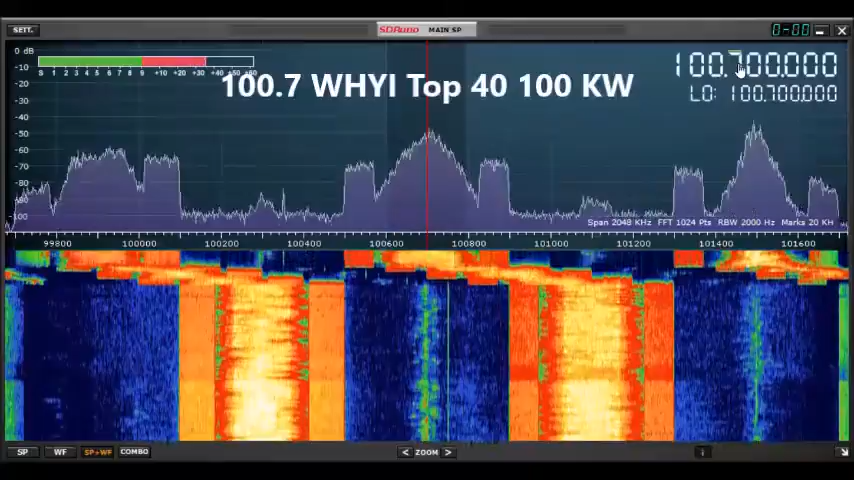 SETT.
SDRuno MAIN SP
0-00
0 dB
-10
-20
-30
-40
-50
-60
-70
-80
-90
-100
S 1 2 3 4 5 6 7 8 9 +10 +20 +30 +40 +50 +60
100.700.000
LO: 100.700.000
100.7 WHYI Top 40 100 KW
Span 2048 KHz FFT 1024 Pts RBW 2000 Hz Marks 20 KH
99800 100000 100200 100400 100600 100800 101000 101200 101400 101600
SP WF SP+WF COMBO < ZOOM > i